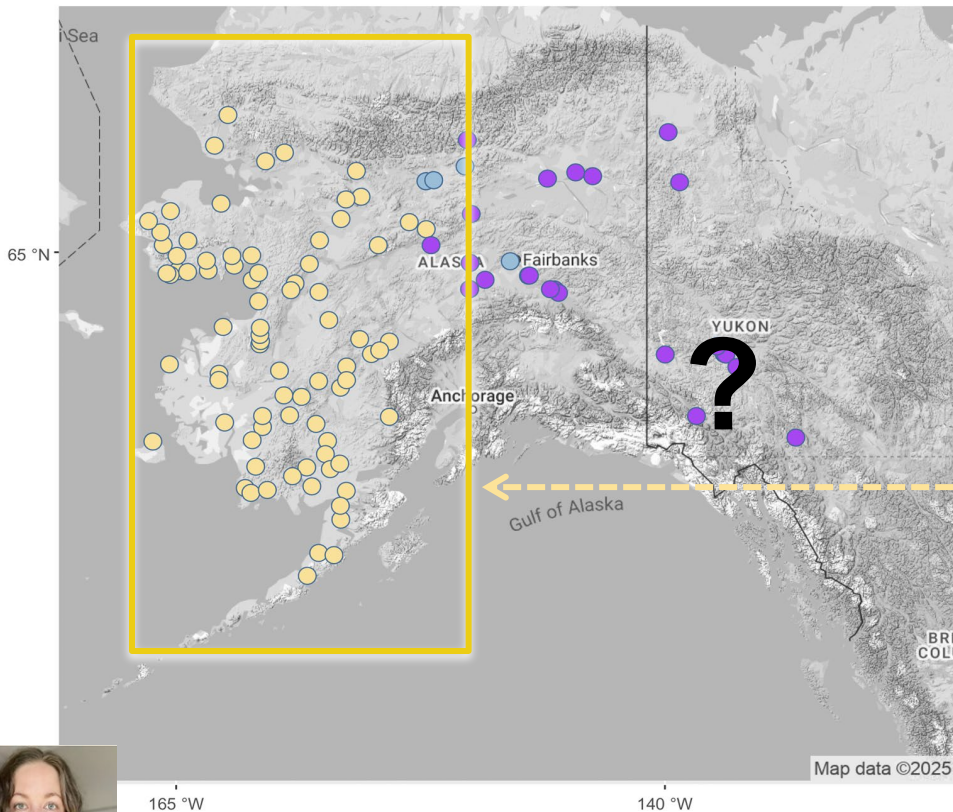 i Sea
65 °N
ALASKA
Fairbanks
YUKON
?
Anchorage
Gulf of Alaska
BRI
COLU
Map data ©2025
165 °W
140 °W